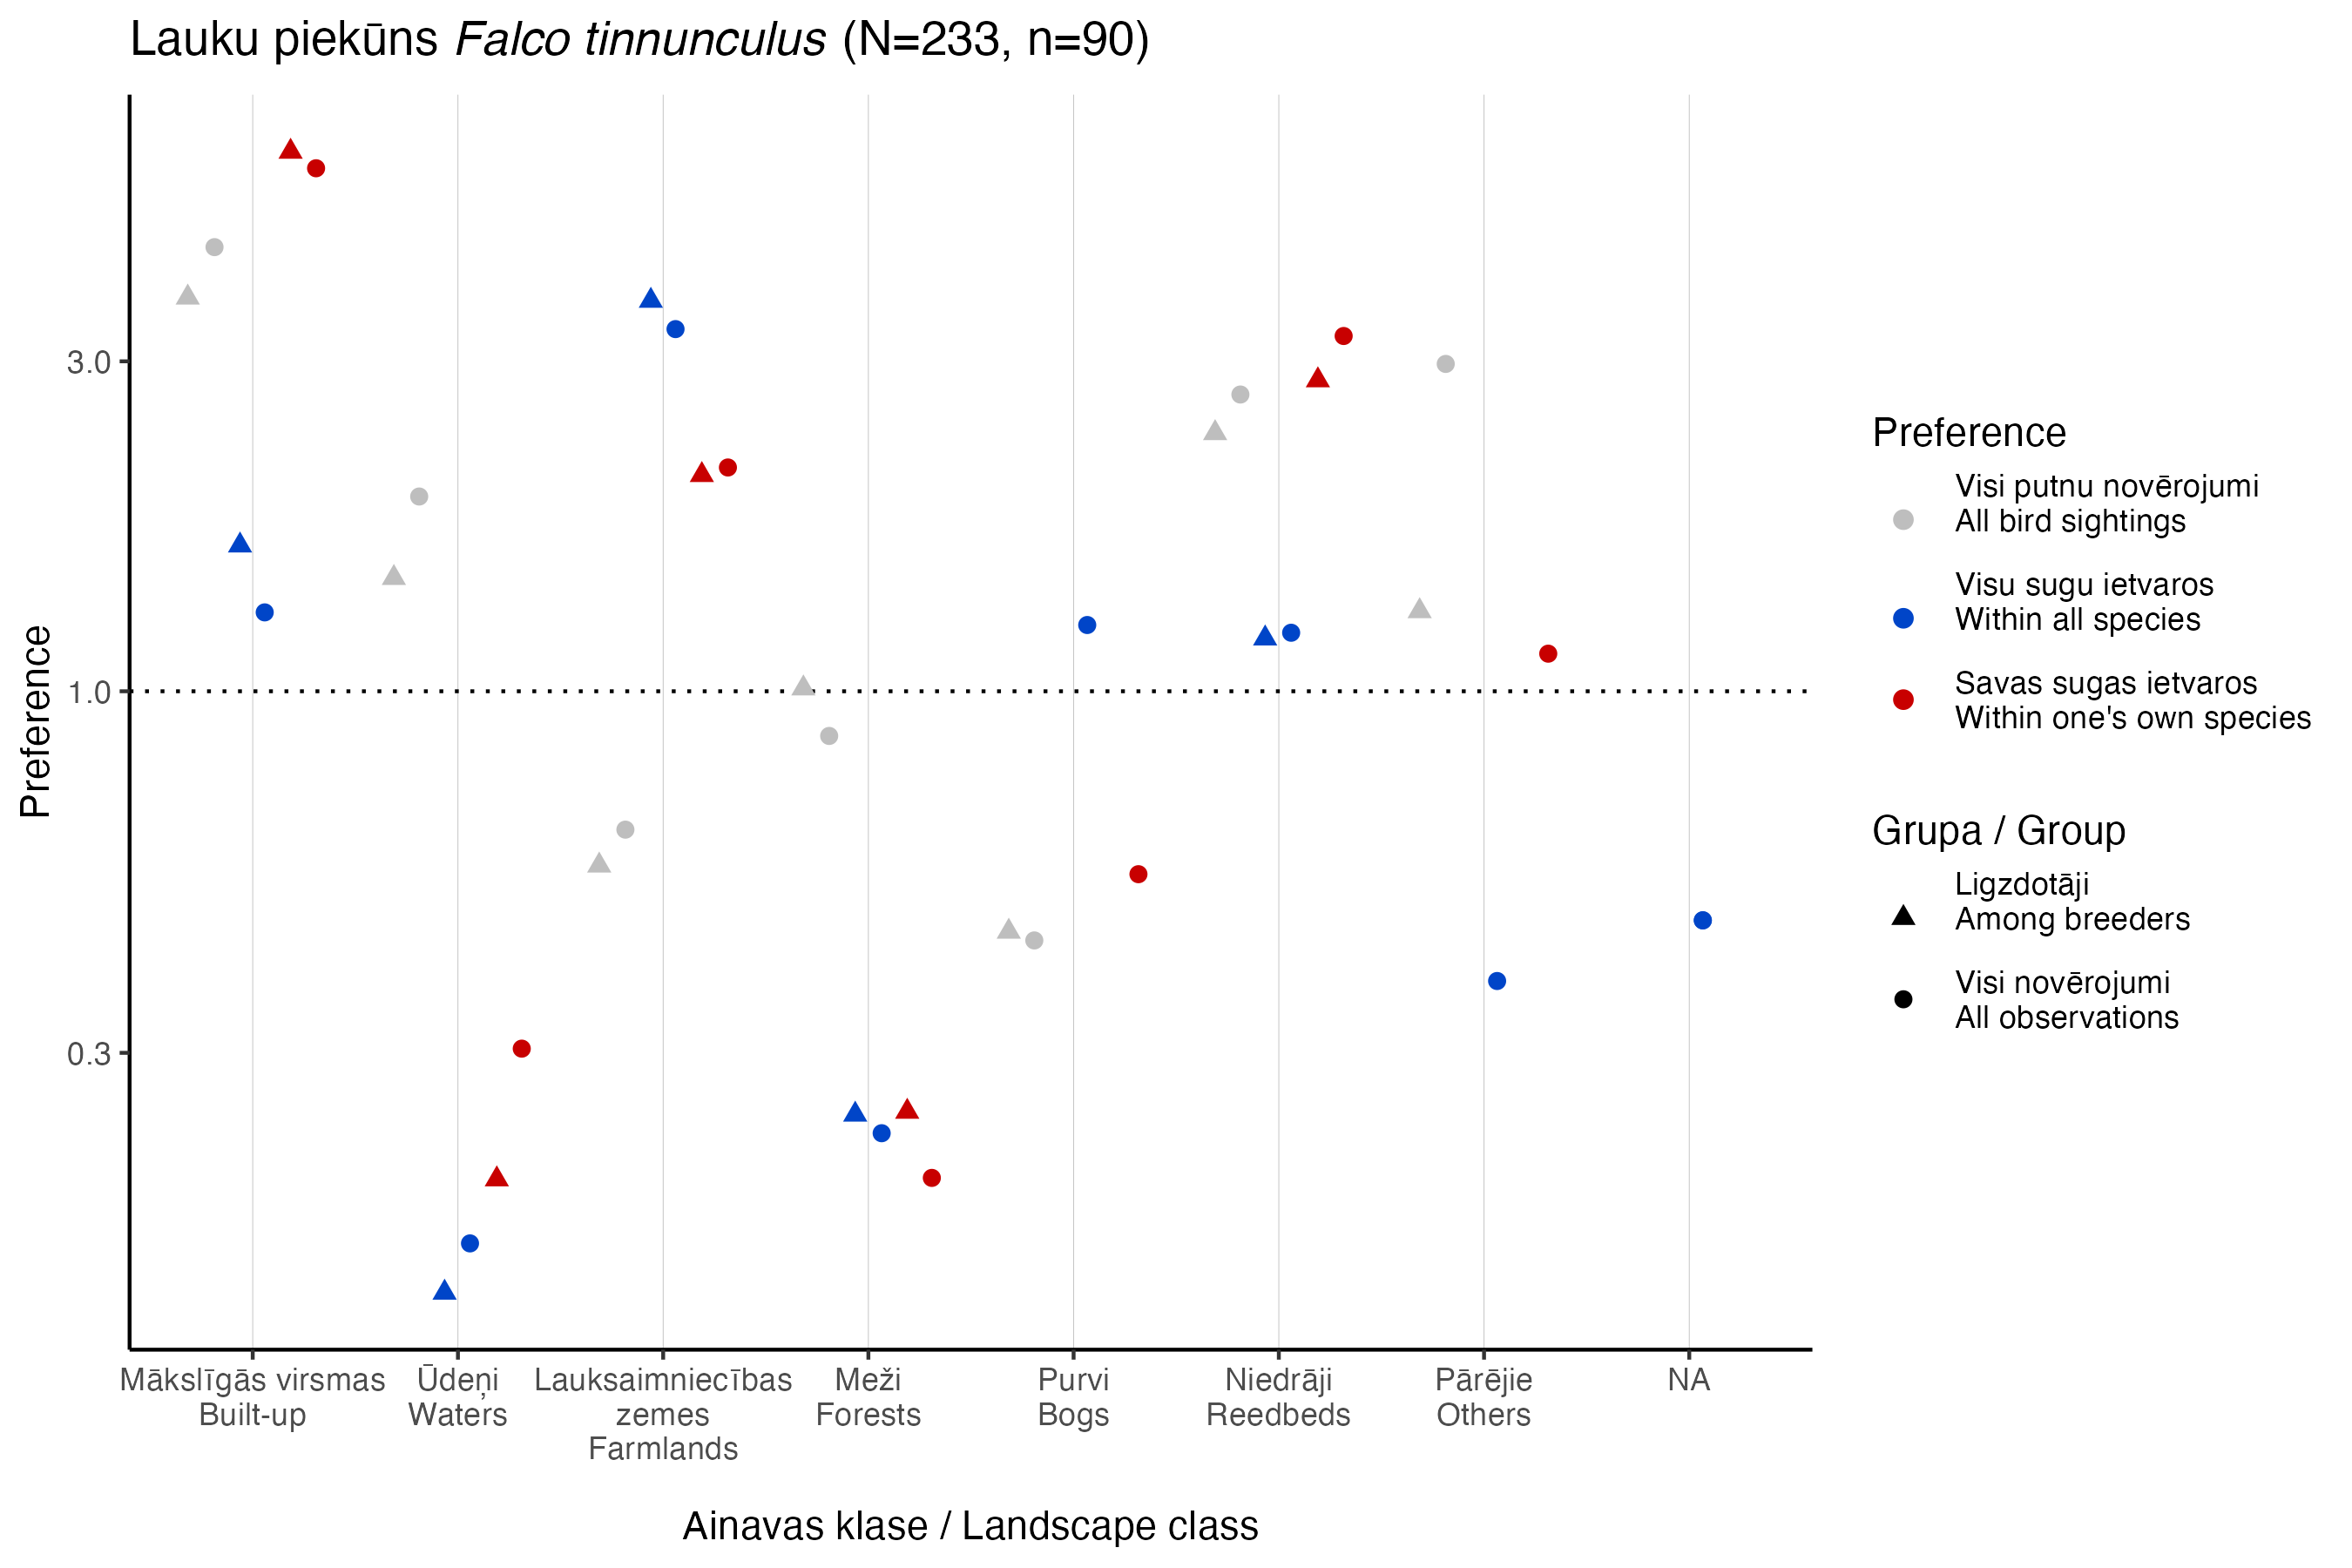 Lauku piekūns Falco tinnunculus (N=233, n=90)
Preference
3.0
1.0
0.3
Mākslīgās virsmas
Built-up
Ūdeņi
Waters
Lauksaimniecības
zemes
Farmlands
Meži
Forests
Purvi
Bogs
Niedrāji
Reedbeds
Pārējie
Others
NA
Ainavas klase / Landscape class
Preference
Visi putnu novērojumi
All bird sightings
Visu sugu ietvaros
Within all species
Savas sugas ietvaros
Within one's own species
Grupa / Group
Ligzdotāji
Among breeders
Visi novērojumi
All observations